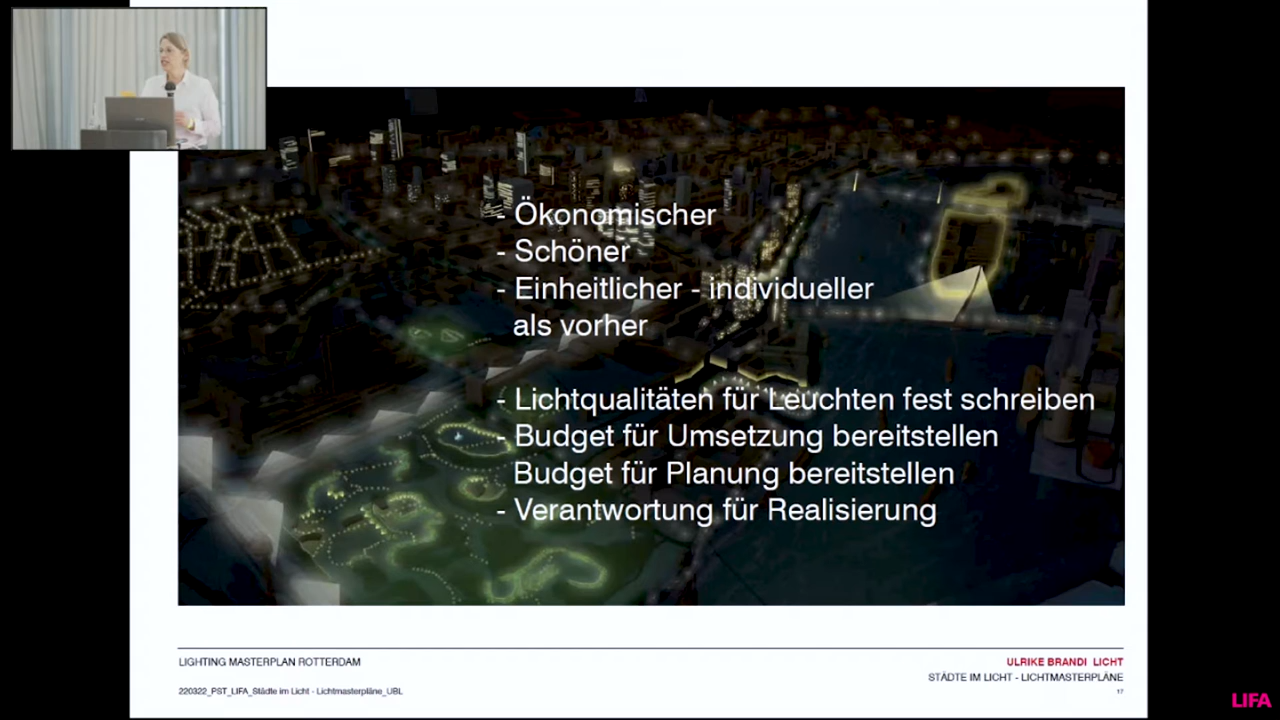 - Ökonomischer
- Schöner
- Einheitlicher - individueller
als vorher
- Lichtqualitäten für Leuchten fest schreiben
- Budget für Umsetzung bereitstellen
Budget für Planung bereitstellen
- Verantwortung für Realisierung
LIGHTING MASTERPLAN ROTTERDAM
ULRIKE BRANDI LICHT
STÄDTE IM LICHT - LICHTMASTERPLÄNE
220322_PST_LIFA_Städte im Licht - Lichtmasterpläne_UBL
17
LIFA